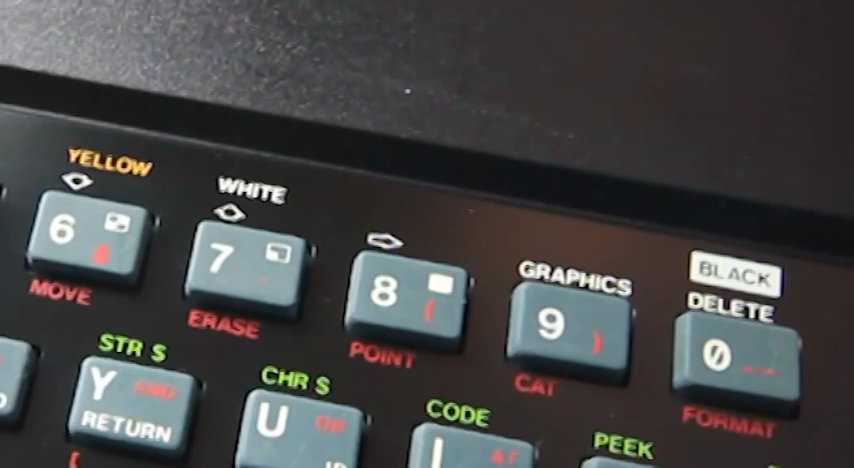 YELLOW
WHITE
BLACK
GRAPHICS
DELETE
6 &
7 '
8 (
9 )
0 _
MOVE
ERASE
POINT
CAT
FORMAT
STR $
CHR $
CODE
PEEK
Y AND
RETURN
U OR
I AT
[